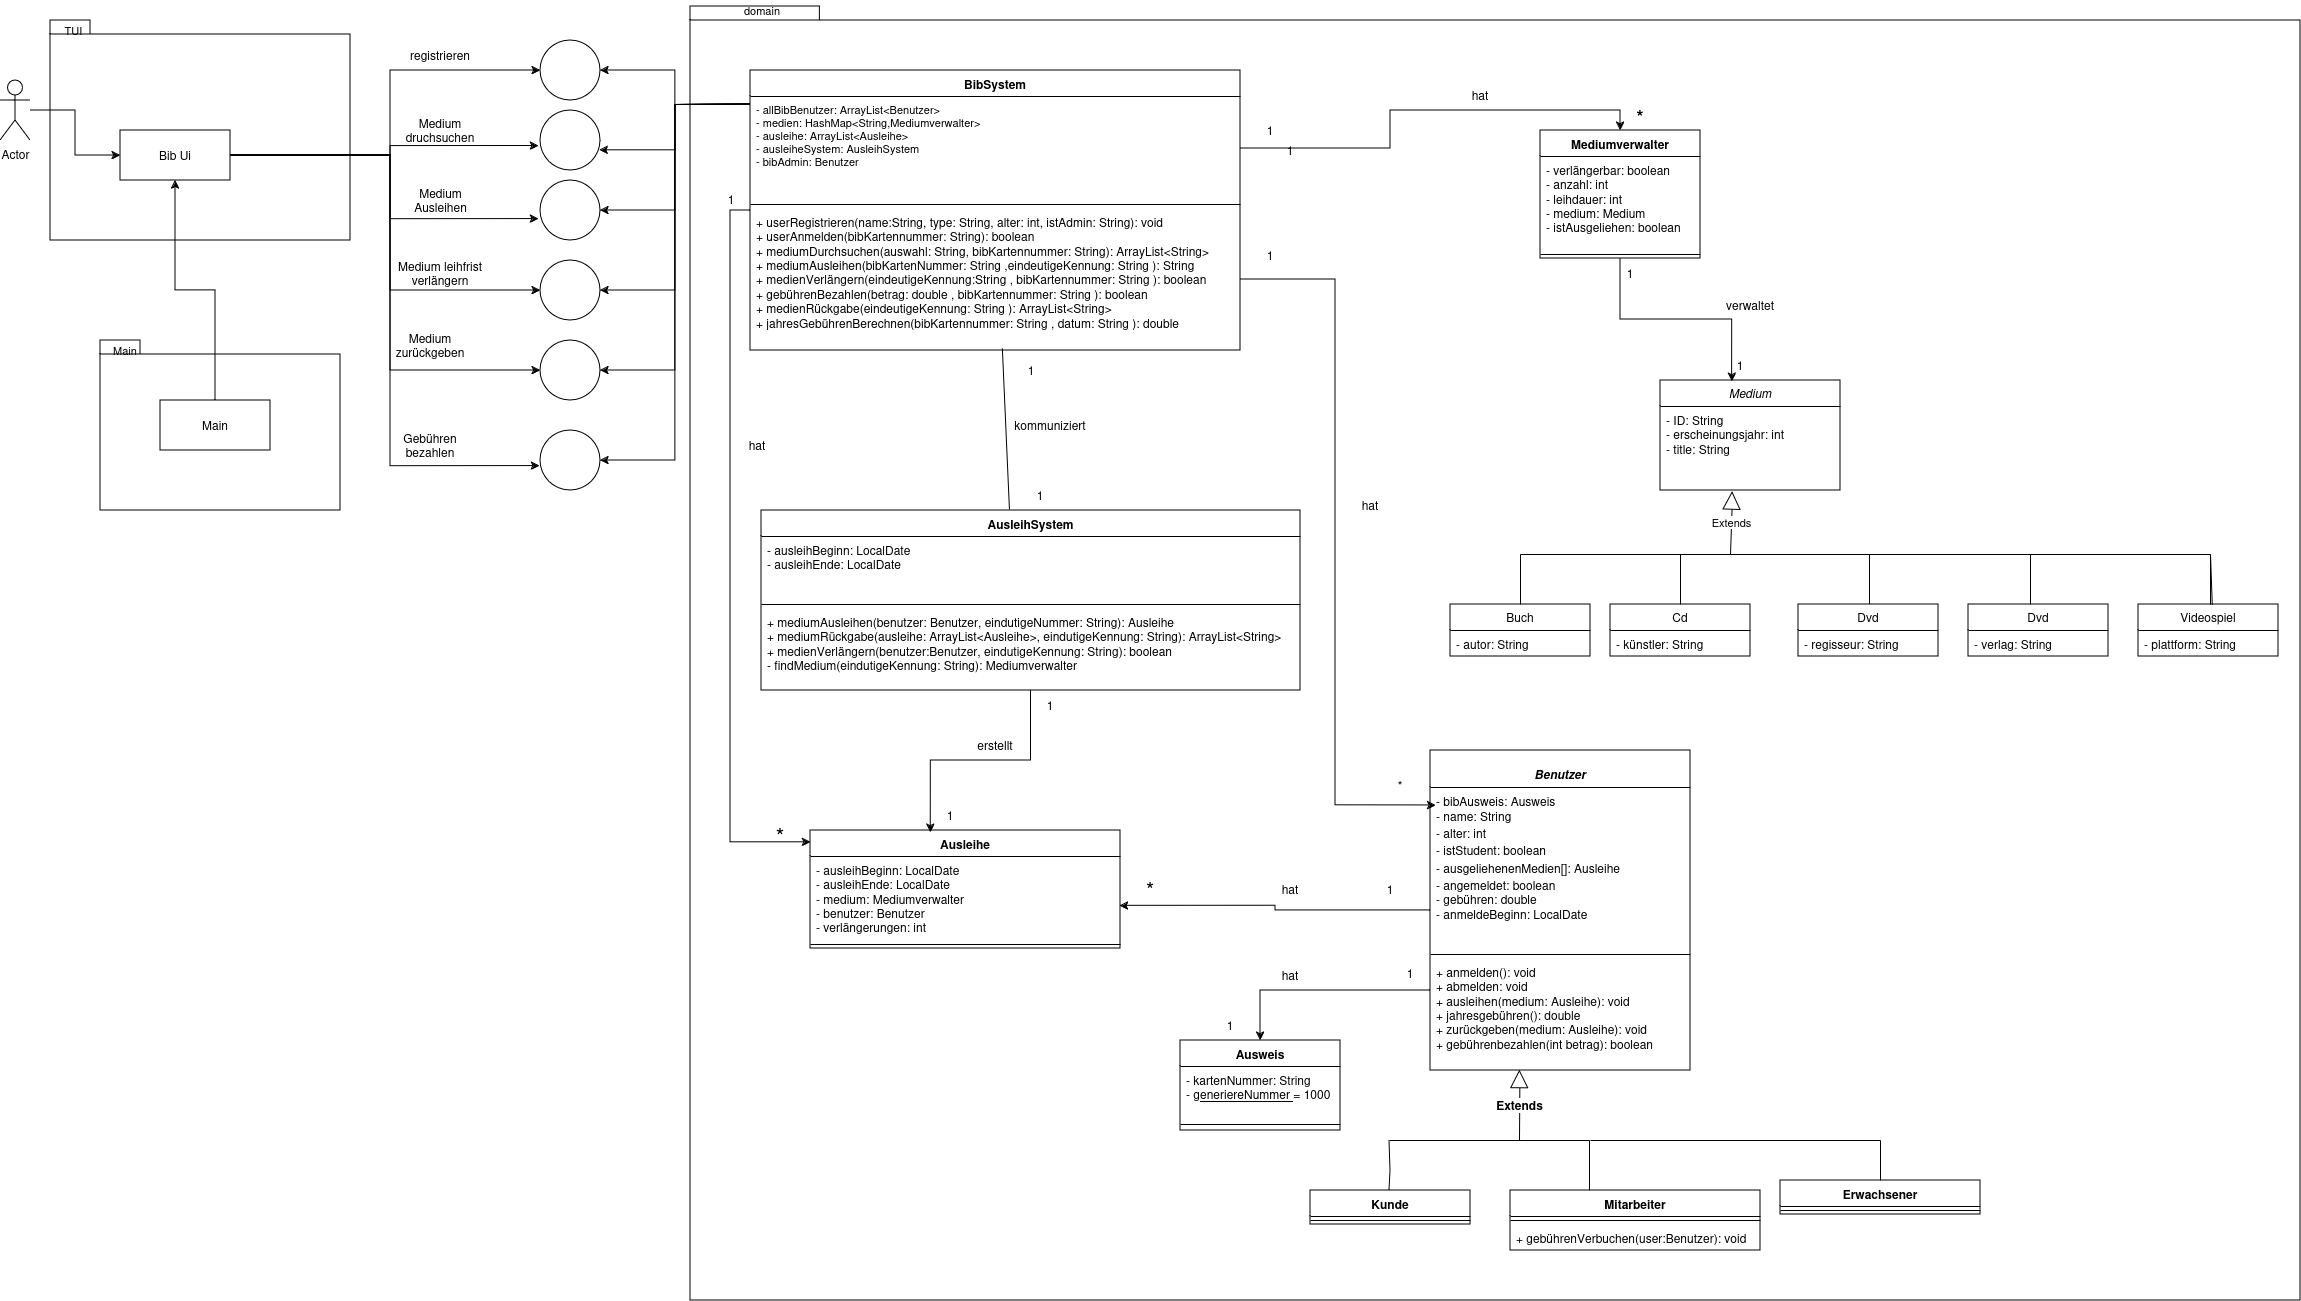 TUI
Actor
Bib Ui
Main
Main
registrieren
Medium
druchsuchen
Medium
Ausleihen
Medium leihfrist
verlängern
Medium
zurückgeben
Gebühren
bezahlen
domain
BibSystem
- allBibBenutzer: ArrayList<Benutzer>
- medien: HashMap<String,Mediumverwalter>
- ausleihe: ArrayList<Ausleihe>
- ausleiheSystem: AusleihSystem
- bibAdmin: Benutzer
+ userRegistrieren(name:String, type: String, alter: int, istAdmin: String): void
+ userAnmelden(bibKartennummer: String): boolean
+ mediumDurchsuchen(auswahl: String, bibKartennummer: String): ArrayList<String>
+ mediumAusleihen(bibKartenNummer: String ,eindeutigeKennung: String ): String
+ medienVerlängern(eindeutigeKennung:String , bibKartennummer: String ): boolean
+ gebührenBezahlen(betrag: double , bibKartennummer: String ): boolean
+ medienRückgabe(eindeutigeKennung: String ): ArrayList<String>
+ jahresGebührenBerechnen(bibKartennummer: String , datum: String ): double
1
1
hat
*
Mediumverwalter
- verlängerbar: boolean
- anzahl: int
- leihdauer: int
- medium: Medium
- istAusgeliehen: boolean
1
verwaltet
1
Medium
- ID: String
- erscheinungsjahr: int
- title: String
Extends
Buch
- autor: String
Cd
- künstler: String
Dvd
- regisseur: String
Dvd
- verlag: String
Videospiel
- plattform: String
1
hat
*
1
kommuniziert
1
1
hat
*
AusleihSystem
- ausleihBeginn: LocalDate
- ausleihEnde: LocalDate
+ mediumAusleihen(benutzer: Benutzer, eindutigeNummer: String): Ausleihe
+ mediumRückgabe(ausleihe: ArrayList<Ausleihe>, eindutigeKennung: String): ArrayList<String>
+ medienVerlängern(benutzer:Benutzer, eindutigeKennung: String): boolean
- findMedium(eindutigeKennung: String): Mediumverwalter
1
erstellt
1
Ausleihe
- ausleihBeginn: LocalDate
- ausleihEnde: LocalDate
- medium: Mediumverwalter
- benutzer: Benutzer
- verlängerungen: int
*
hat
1
Benutzer
- bibAusweis: Ausweis
- name: String
- alter: int
- istStudent: boolean
- ausgeliehenenMedien[]: Ausleihe
- angemeldet: boolean
- gebühren: double
- anmeldeBeginn: LocalDate
+ anmelden(): void
+ abmelden: void
+ ausleihen(medium: Ausleihe): void
+ jahresgebühren(): double
+ zurückgeben(medium: Ausleihe): void
+ gebührenbezahlen(int betrag): boolean
hat
1
1
Ausweis
- kartenNummer: String
- generiereNummer = 1000
Extends
Kunde
Mitarbeiter
+ gebührenVerbuchen(user:Benutzer): void
Erwachsener